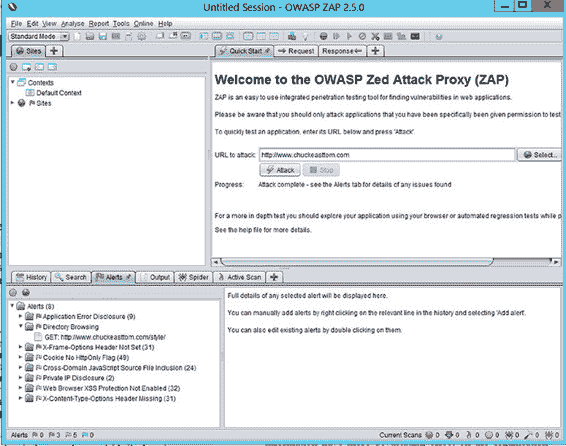 Untitled Session - OWASP ZAP 2.5.0
File Edit View Analyse Report Tools Online Help
Standard Mode
Sites
Quick Start Request Response
Contexts
Default Context
Sites
Welcome to the OWASP Zed Attack Proxy (ZAP)
ZAP is an easy to use integrated penetration testing tool for finding vulnerabilities in web applications.
Please be aware that you should only attack applications that you have been specifically been given permission to test
To quickly test an application, enter its URL below and press 'Attack'.
URL to attack: http://www.chuckeasttom.com Select...
Attack Stop
Progress: Attack complete - see the Alerts tab for details of any issues found
For a more in depth test you should explore your application using your browser or automated regression tests while p
See the help file for more details.
History Search Alerts Output Spider Active Scan
Alerts (8)
Application Error Disclosure (9)
Directory Browsing
GET: http://www.chuckeasttom.com/style/
X-Frame-Options Header Not Set (31)
Cookie No HttpOnly Flag (49)
Cross-Domain JavaScript Source File Inclusion (24)
Private IP Disclosure (2)
Web Browser XSS Protection Not Enabled (32)
X-Content-Type-Options Header Missing (31)
Full details of any selected alert will be displayed here.
You can manually add alerts by right clicking on the relevant line in the history and selecting 'Add alert'.
You can also edit existing alerts by double clicking on them.
Alerts 0 3 5 0 Current Scans 0 0 0 0 0 0